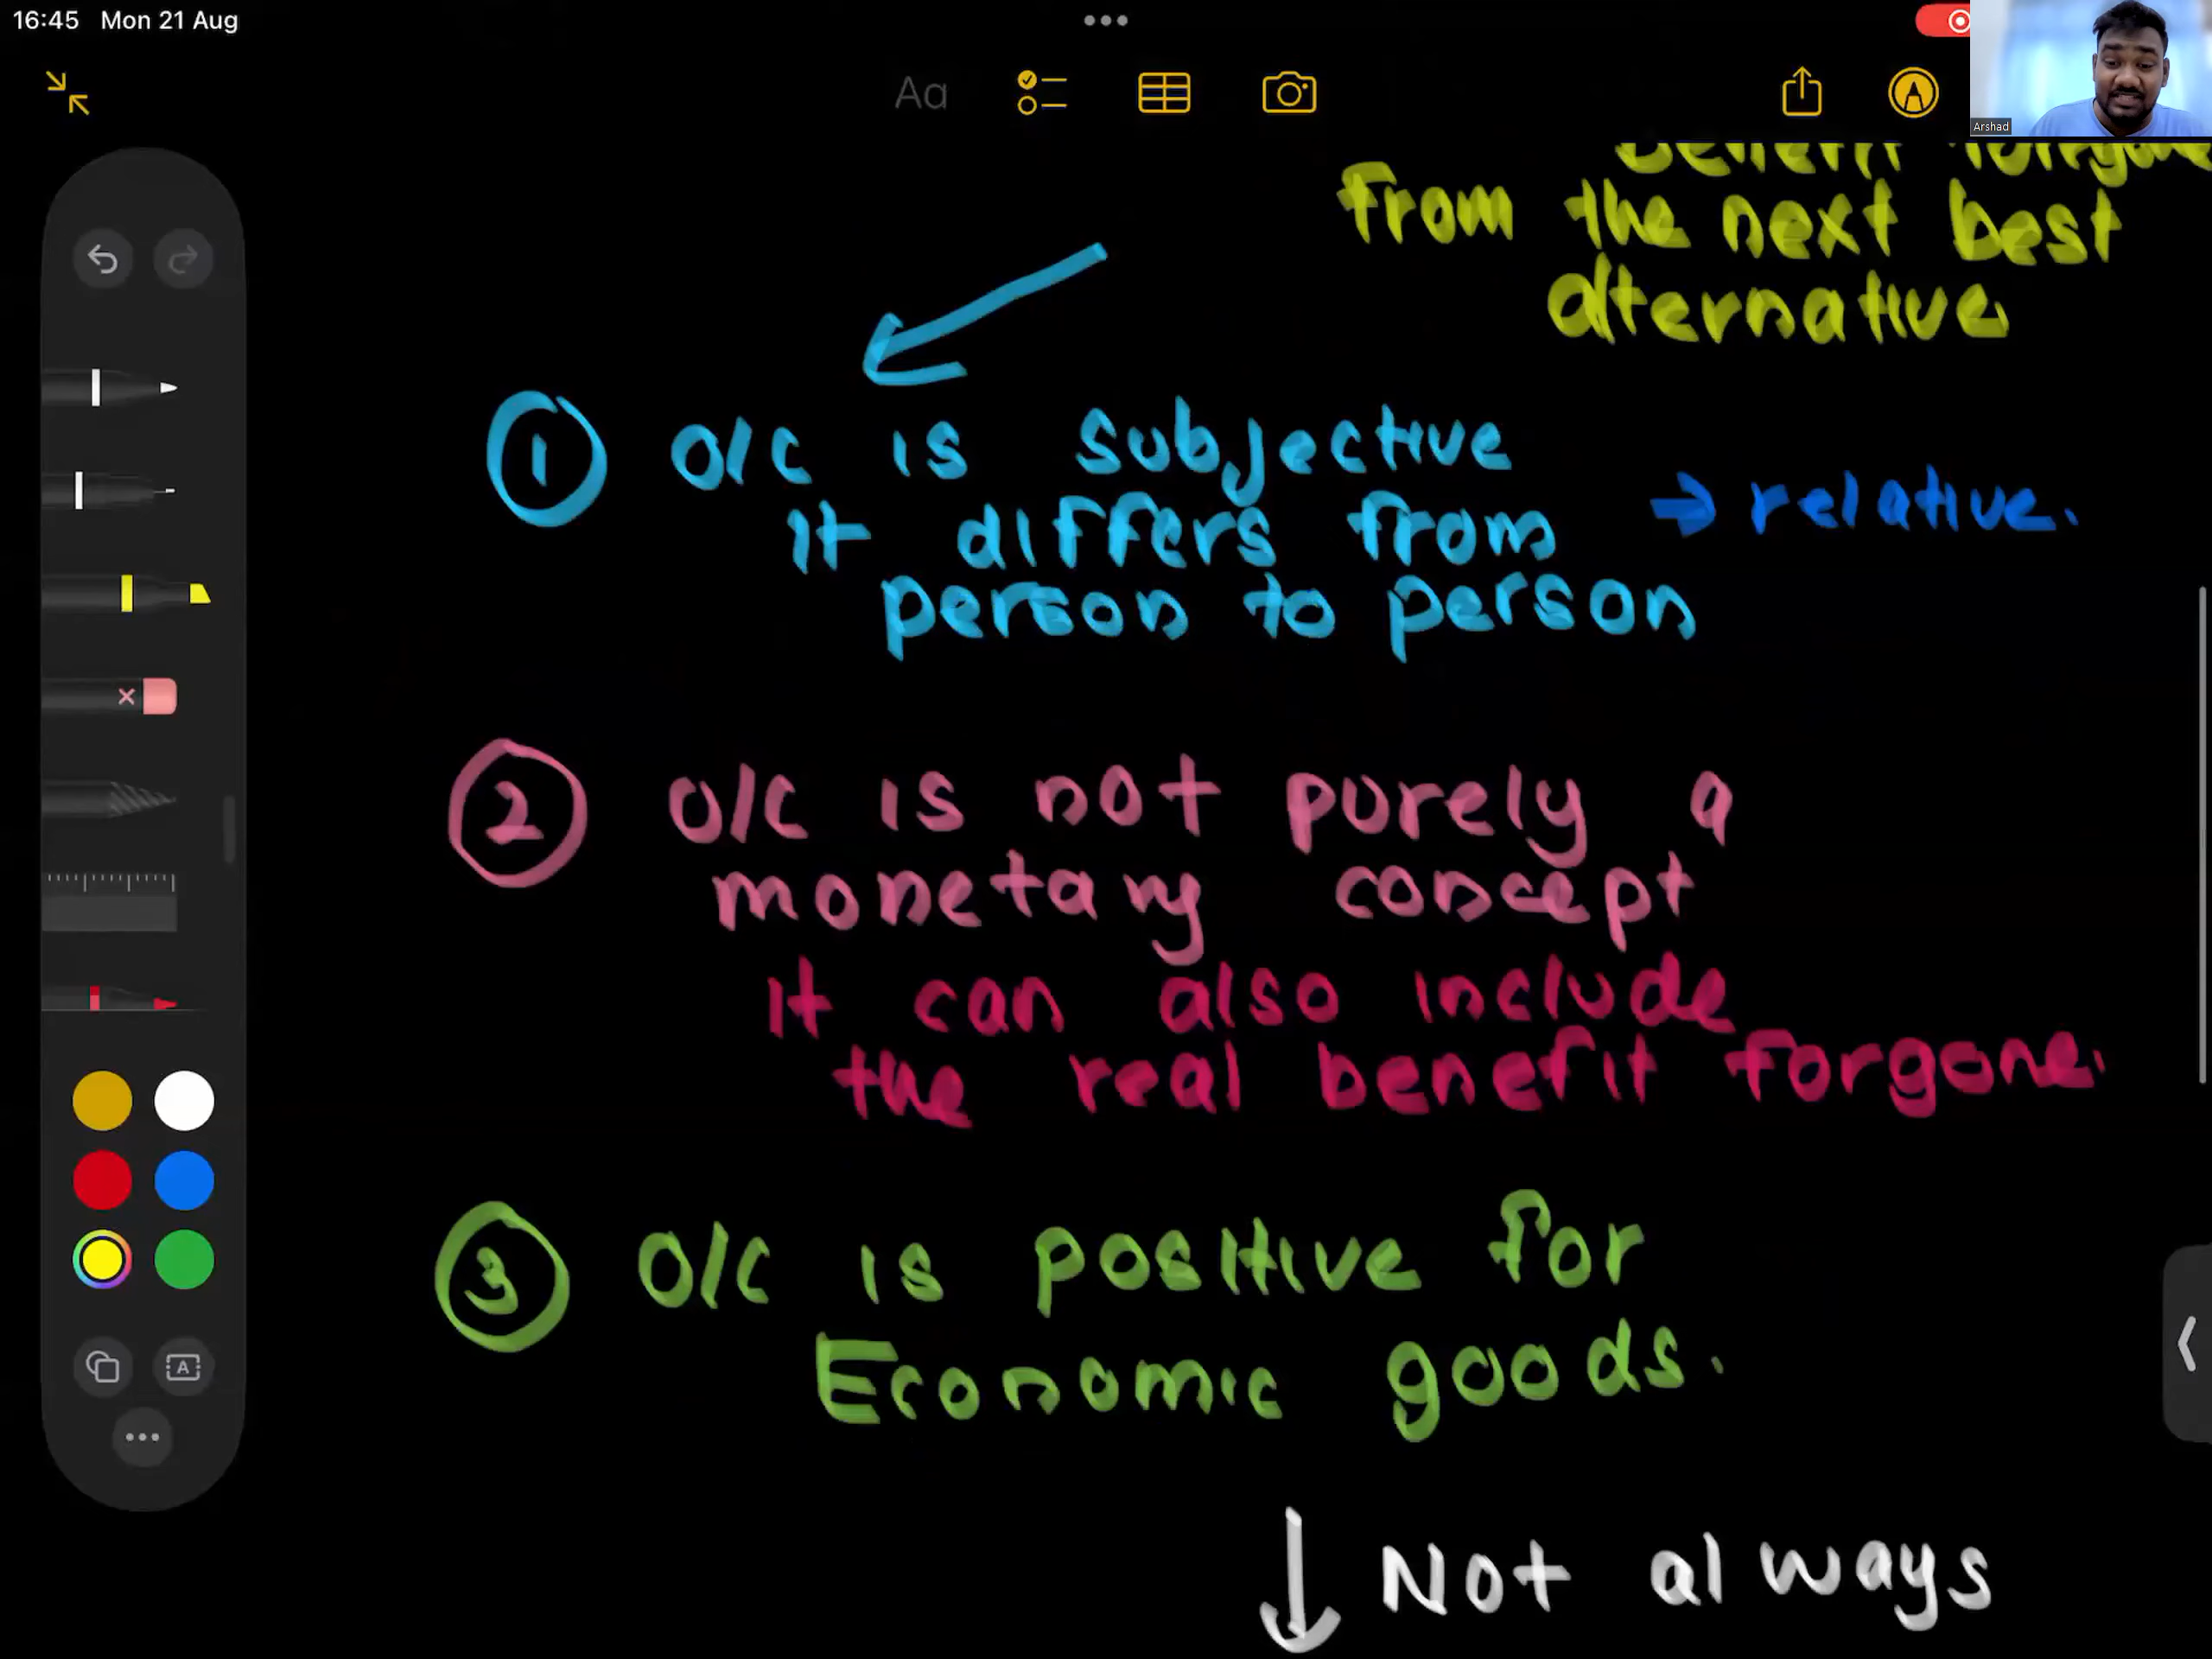 16:45 Mon 21 Aug
Aa
Arshad
benefit forgone
from the next best
alternative
1 O/C is subjective
it differs from → relative.
person to person
2 O/C is not purely a
monetary concept
it can also include
the real benefit forgone.
3 O/C is positive for
Economic goods.
↓ Not always